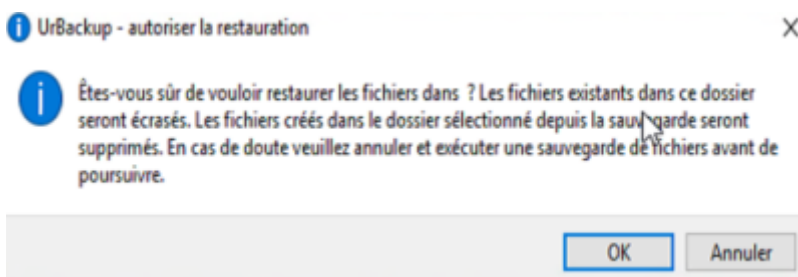 UrBackup - autoriser la restauration
Êtes-vous sûr de vouloir restaurer les fichiers dans ? Les fichiers existants dans ce dossier
seront écrasés. Les fichiers créés dans le dossier sélectionné depuis la sauvegarde seront
supprimés. En cas de doute veuillez annuler et exécuter une sauvegarde de fichiers avant de
poursuivre.
OK
Annuler